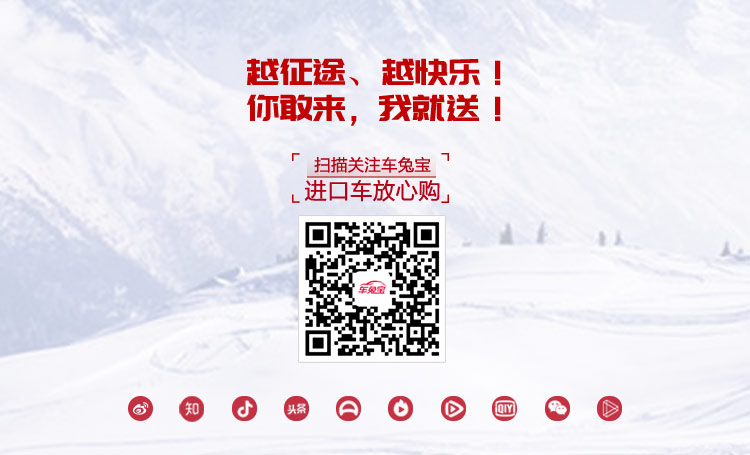 越征途、越快乐！
你敢来，我就送！
扫描关注车兔宝
进口车放心购
车兔宝
知
头条
QIY